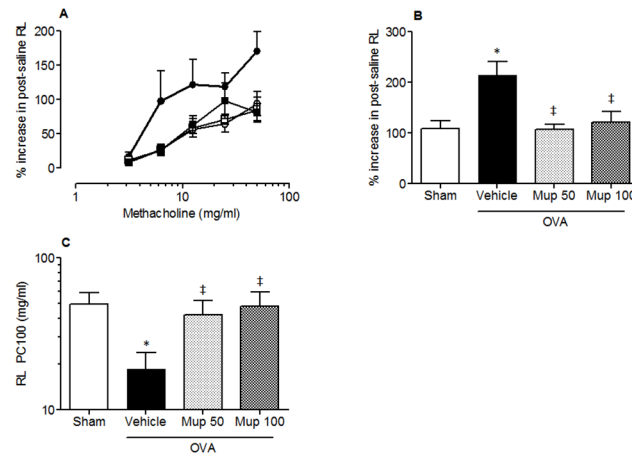 A
% increase in post-saline RL
200
150
100
50
0
1
10
100
Methacholine (mg/ml)
B
% increase in post-saline RL
300
200
100
0
*
‡
‡
Sham
Vehicle
Mup 50
Mup 100
OVA
C
RL PC100 (mg/ml)
100
10
*
‡
‡
Sham
Vehicle
Mup 50
Mup 100
OVA